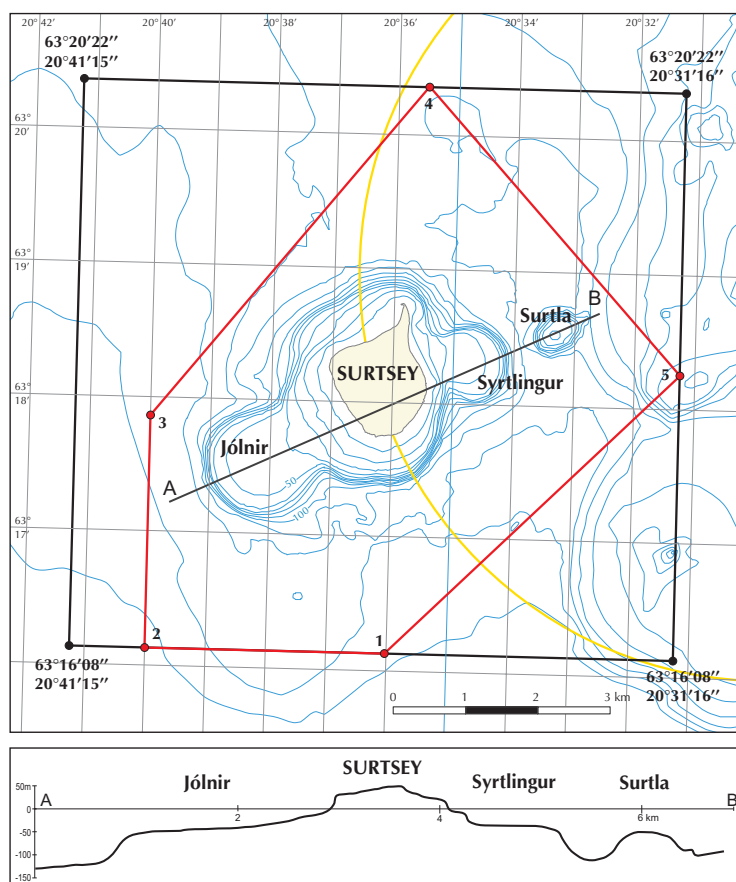 20°42′ 20°40′ 20°38′ 20°36′ 20°34′ 20°32′
63°20′22′′
20°41′15′′
63°20′22′′
20°31′16′′
4
63°
20′
63°
19′
B
Surtla
SURTSEY
Syrtlingur
5
63°
18′
3
Jólnir
A
50
100
63°
17′
2
1
63°16′08′′
20°41′15′′
63°16′08′′
20°31′16′′
0 1 2 3 km
Jólnir SURTSEY Syrtlingur Surtla
50m
A B
0
2 4 6 km
-50
-100
-150